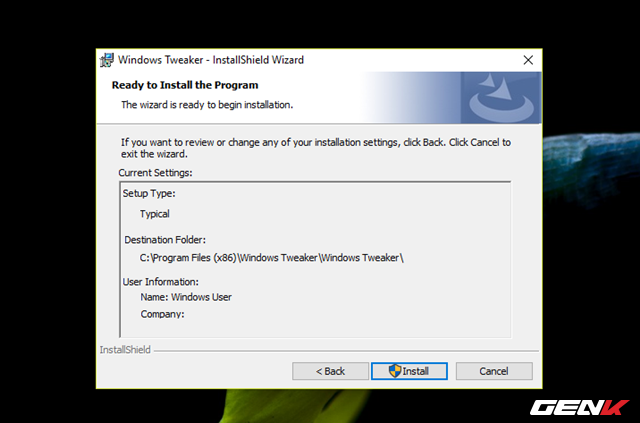 Windows Tweaker - InstallShield Wizard
Ready to Install the Program
The wizard is ready to begin installation.
If you want to review or change any of your installation settings, click Back. Click Cancel to
exit the wizard.
Current Settings:
Setup Type:
Typical
Destination Folder:
C:\Program Files (x86)\Windows Tweaker\Windows Tweaker\
User Information:
Name: Windows User
Company:
InstallShield
< Back
Install
Cancel
GENK